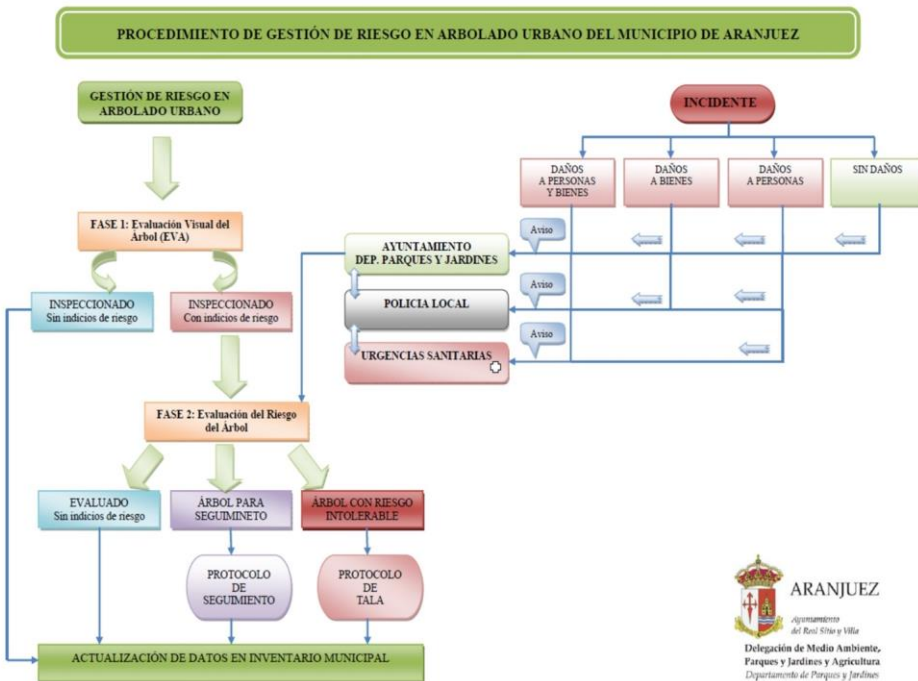 PROCEDIMIENTO DE GESTIÓN DE RIESGO EN ARBOLADO URBANO DEL MUNICIPIO DE ARANJUEZ
GESTIÓN DE RIESGO EN
ARBOLADO URBANO
INCIDENTE
DAÑOS
A PERSONAS
Y BIENES
DAÑOS
A BIENES
DAÑOS
A PERSONAS
SIN DAÑOS
FASE 1: Evaluación Visual del
Árbol (EVA)
Aviso
AYUNTAMIENTO
DEP. PARQUES Y JARDINES
INSPECCIONADO
Sin indicios de riesgo
INSPECCIONADO
Con indicios de riesgo
Aviso
POLICIA LOCAL
Aviso
URGENCIAS SANITARIAS
FASE 2: Evaluación del Riesgo
del Árbol
EVALUADO
Sin indicios de riesgo
ÁRBOL PARA
SEGUIMINETO
ÁRBOL CON RIESGO
INTOLERABLE
PROTOCOLO
DE
SEGUIMIENTO
PROTOCOLO
DE
TALA
ACTUALIZACIÓN DE DATOS EN INVENTARIO MUNICIPAL
ARANJUEZ
Ayuntamiento
del Real Sitio y Villa
Delegación de Medio Ambiente,
Parques y Jardines y Agricultura
Departamento de Parques y Jardines